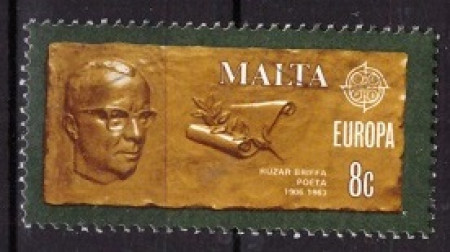 MALTA
EUROPA
RUZAR BRIFFA
POETA
1906-1963
8c